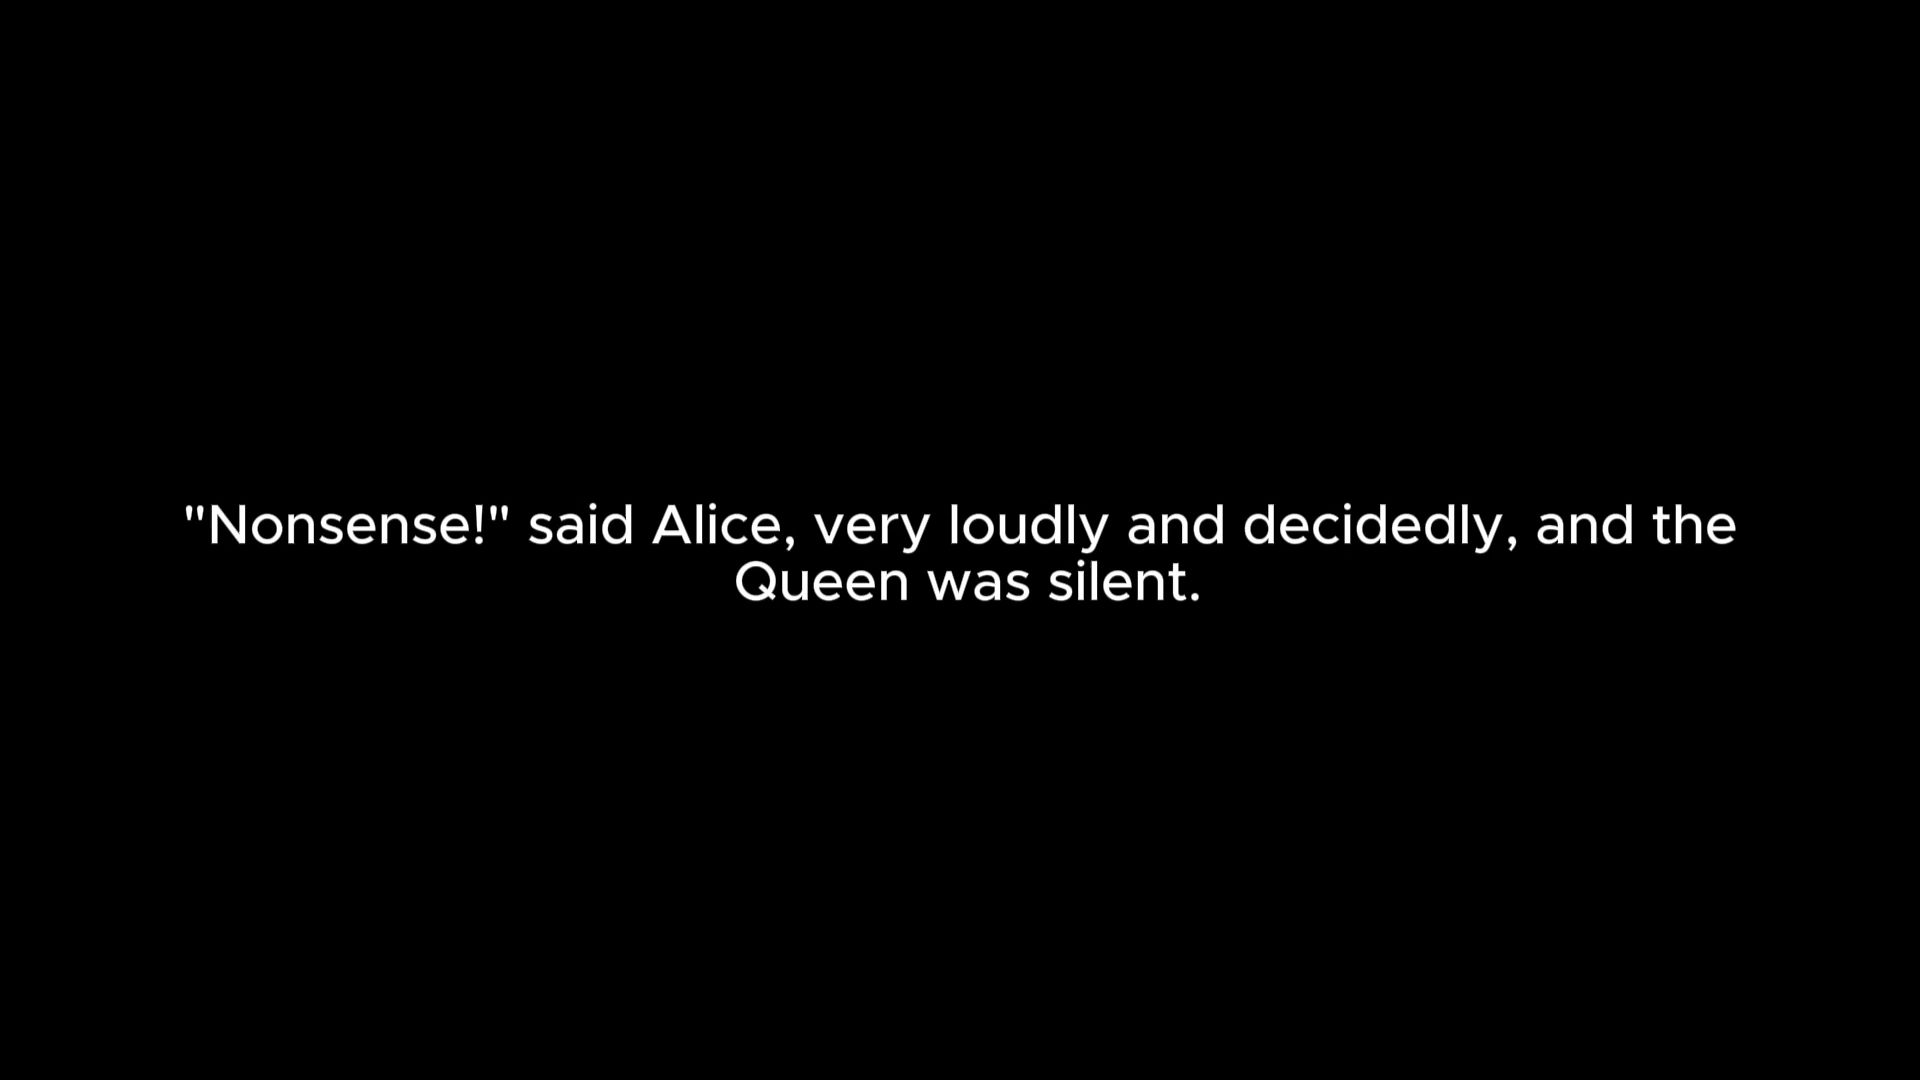 "Nonsense!" said Alice, very loudly and decidedly, and the
Queen was silent.